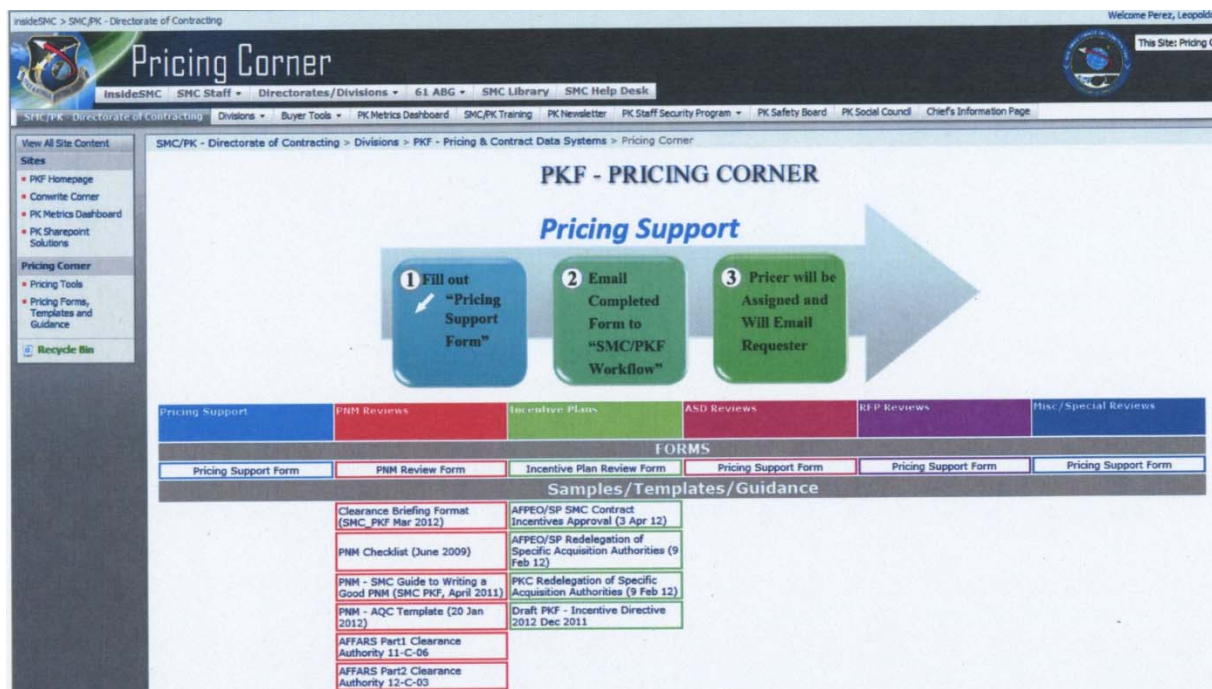 insideSMC > SMC/PK - Directorate of Contracting
Welcome Perez, Leopoldo
Pricing Corner
This Site: Pricing C
InsideSMC SMC Staff Directorates/Divisions 61 ABG SMC Library SMC Help Desk
SMC/PK - Directorate of Contracting Divisions Buyer Tools PK Metrics Dashboard SMC/PK Training PK Newsletter PK Staff Security Program PK Safety Board PK Social Council Chief's Information Page
View All Site Content
Sites
PKF Homepage
Conwrite Corner
PK Metrics Dashboard
PK Sharepoint
Solutions
Pricing Corner
Pricing Tools
Pricing Forms,
Templates and
Guidance
Recycle Bin
SMC/PK - Directorate of Contracting > Divisions > PKF - Pricing & Contract Data Systems > Pricing Corner
PKF - PRICING CORNER
Pricing Support
1 Fill out
"Pricing
Support
Form"
2 Email
Completed
Form to
"SMC/PKF
Workflow"
3 Pricer will be
Assigned and
Will Email
Requester
Pricing Support PNM Reviews Incentive Plans ASD Reviews RFP Reviews Misc/Special Reviews
FORMS
Pricing Support Form PNM Review Form Incentive Plan Review Form Pricing Support Form Pricing Support Form Pricing Support Form
Samples/Templates/Guidance
Clearance Briefing Format
(SMC_PKF Mar 2012)
PNM Checklist (June 2009)
PNM - SMC Guide to Writing a
Good PNM (SMC PKF, April 2011)
PNM - AQC Template (20 Jan
2012)
AFFARS Part1 Clearance
Authority 11-C-06
AFFARS Part2 Clearance
Authority 12-C-03
AFPEO/SP SMC Contract
Incentives Approval (3 Apr 12)
AFPEO/SP Redelegation of
Specific Acquisition Authorities (9
Feb 12)
PKC Redelegation of Specific
Acquisition Authorities (9 Feb 12)
Draft PKF - Incentive Directive
2012 Dec 2011